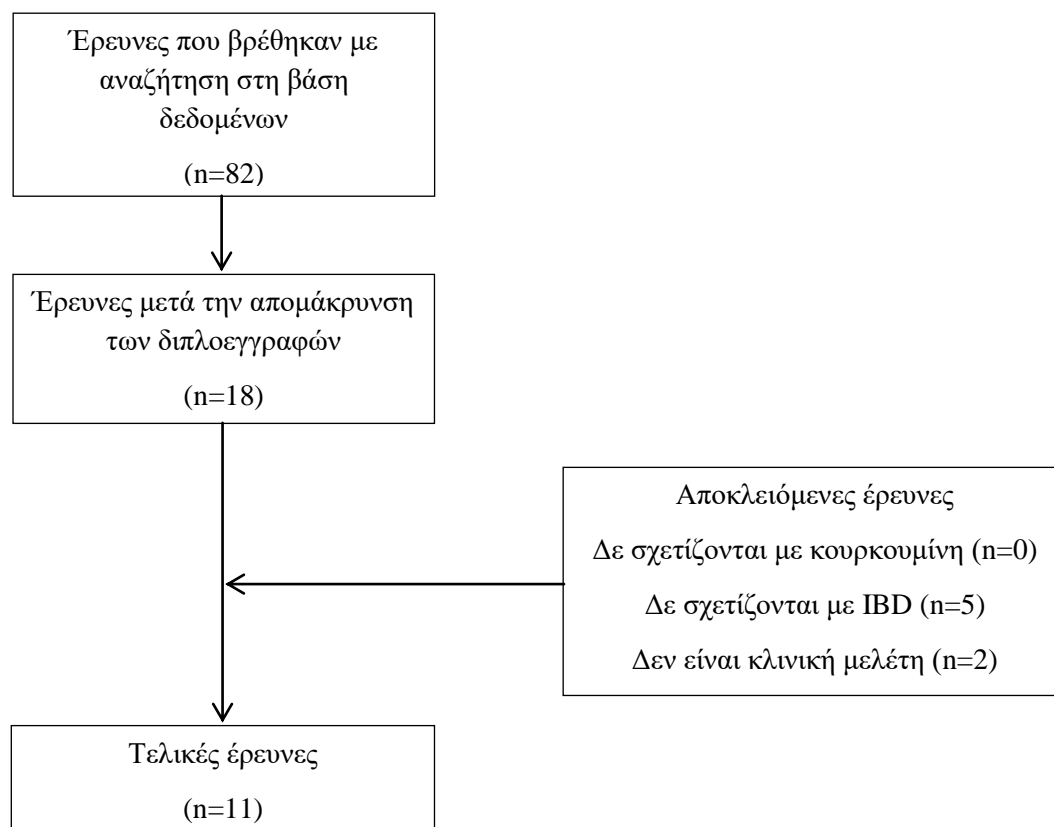 Έρευνες που βρέθηκαν με
αναζήτηση στη βάση
δεδομένων
(n=82)
Έρευνες μετά την απομάκρυνση
των διπλοεγγραφών
(n=18)
Αποκλειόμενες έρευνες
Δε σχετίζονται με κουρκουμίνη (n=0)
Δε σχετίζονται με IBD (n=5)
Δεν είναι κλινική μελέτη (n=2)
Τελικές έρευνες
(n=11)